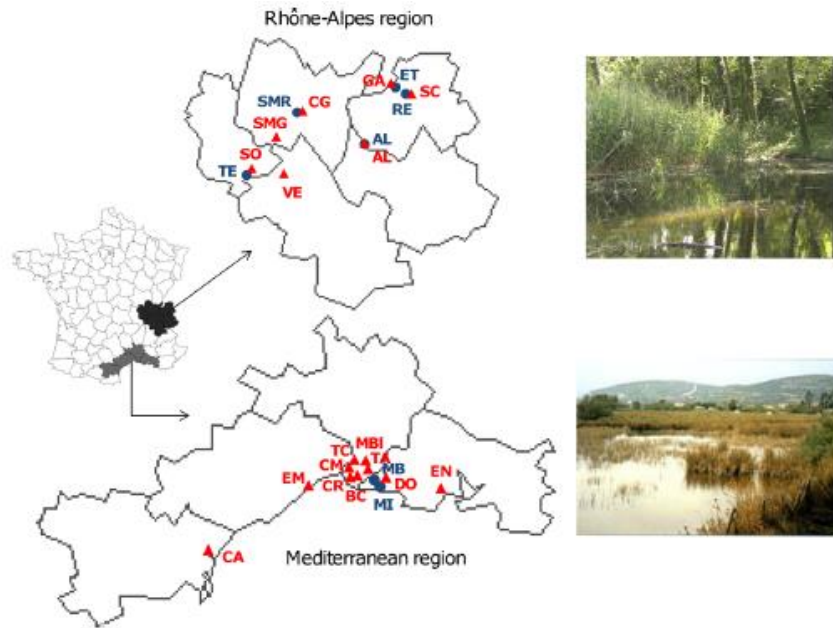 Rhône-Alpes region
GA
ET
SC
RE
SMR
CG
SMG
AL
AL
SO
TE
VE
MBI
TC
TA
CM
MB
EN
EM
CR
DO
BC
MI
CA
Mediterranean region